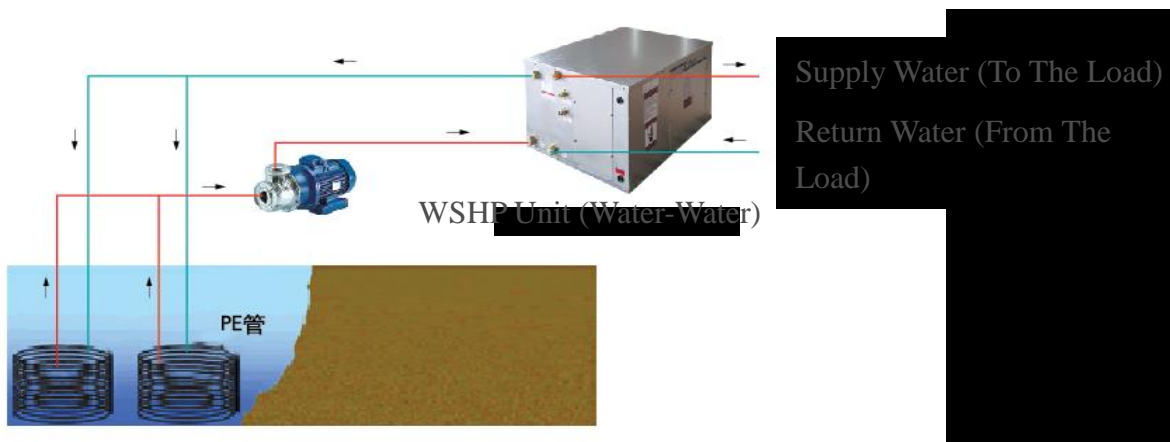 Supply Water (To The Load)
Return Water (From The
Load)
WSHP Unit (Water-Water)
PE管